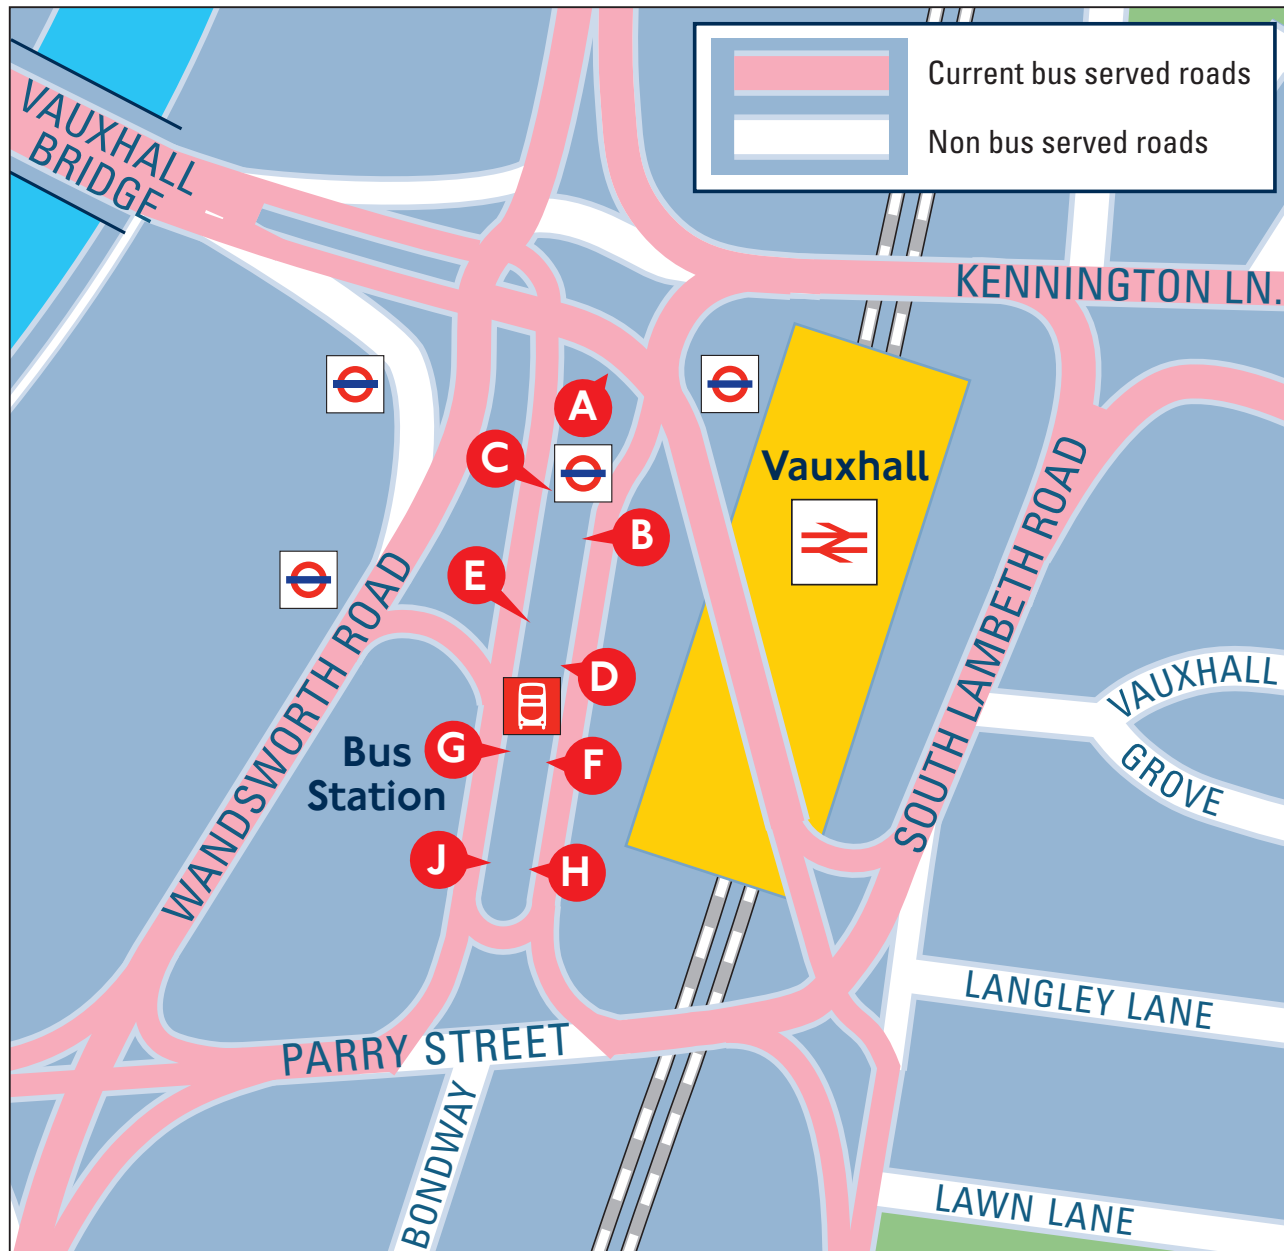 Current bus served roads
Non bus served roads
VAUXHALL
BRIDGE
KENNINGTON LN.
A
C
Vauxhall
B
E
D
WANDSWORTH ROAD
SOUTH LAMBETH ROAD
VAUXHALL
GROVE
Bus
Station
G
F
J
H
LANGLEY LANE
PARRY STREET
BONDWAY
LAWN LANE